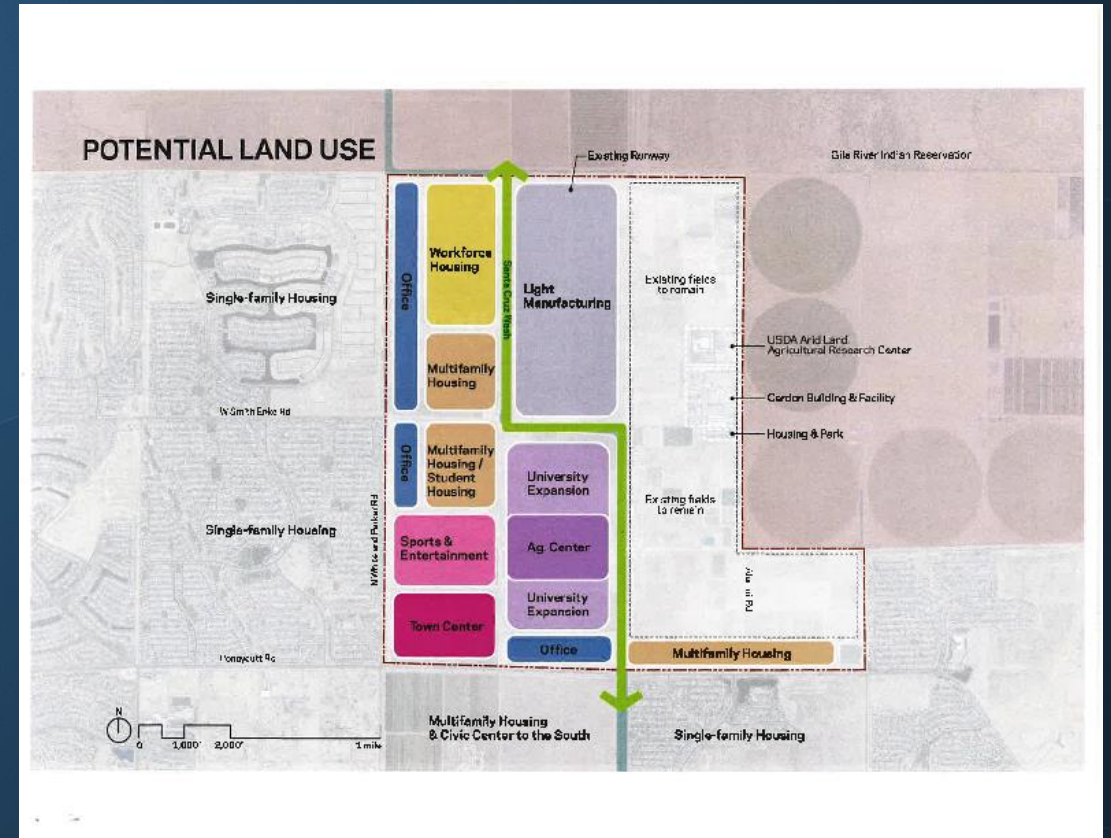 POTENTIAL LAND USE
Existing Runway
Gila River Indian Reservation
Office
Workforce
Housing
Santa Cruz Wash
Light
Manufacturing
Existing fields
to remain
Single-family Housing
USDA Arid Land
Agricultural Research Center
Multifamily
Housing
Cardon Building & Facility
W Smith Enke Rd
Housing & Park
Office
Multifamily
Housing /
Student
Housing
University
Expansion
Existing fields
to remain
N White and Parker Rd
Single-family Housing
Sports &
Entertainment
Ag. Center
University
Expansion
Town Center
Office
Multifamily Housing
Honeycutt Rd
N
0
1,000'
2,000'
1 mile
Multifamily Housing
& Civic Center to the South
Single-family Housing